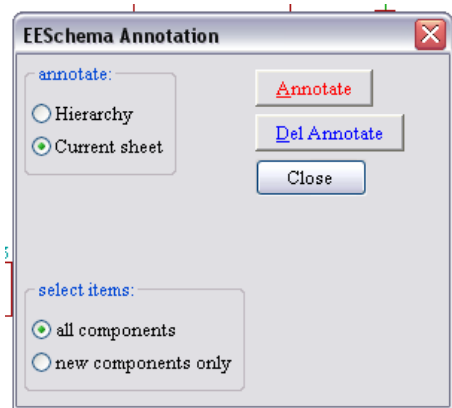 EESchema Annotation
annotate:
Hierarchy
Current sheet
Annotate
Del Annotate
Close
select items:
all components
new components only